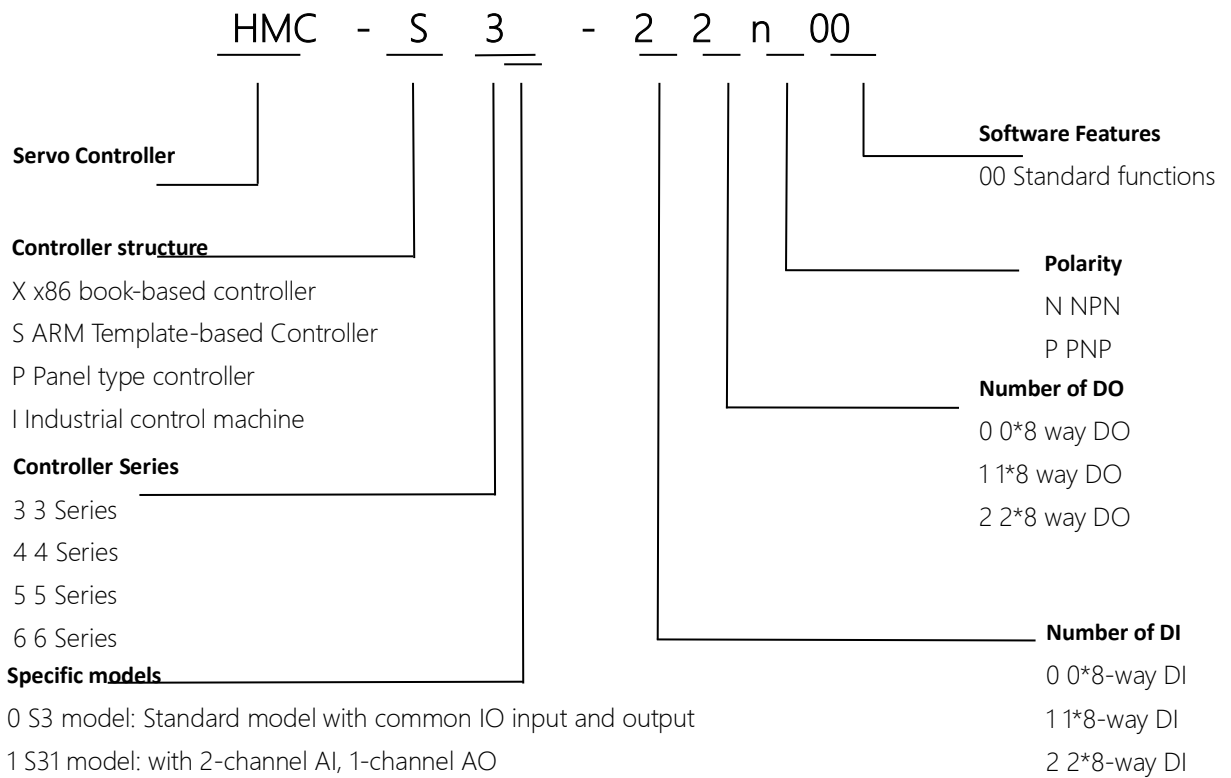 HMC - S 3 - 2 2 n 00
Servo Controller
Controller structure
X x86 book-based controller
S ARM Template-based Controller
P Panel type controller
I Industrial control machine
Controller Series
3 3 Series
4 4 Series
5 5 Series
6 6 Series
Specific models
0 S3 model: Standard model with common IO input and output
1 S31 model: with 2-channel AI, 1-channel AO
Software Features
00 Standard functions
Polarity
N NPN
P PNP
Number of DO
0 0*8 way DO
1 1*8 way DO
2 2*8 way DO
Number of DI
0 0*8-way DI
1 1*8-way DI
2 2*8-way DI